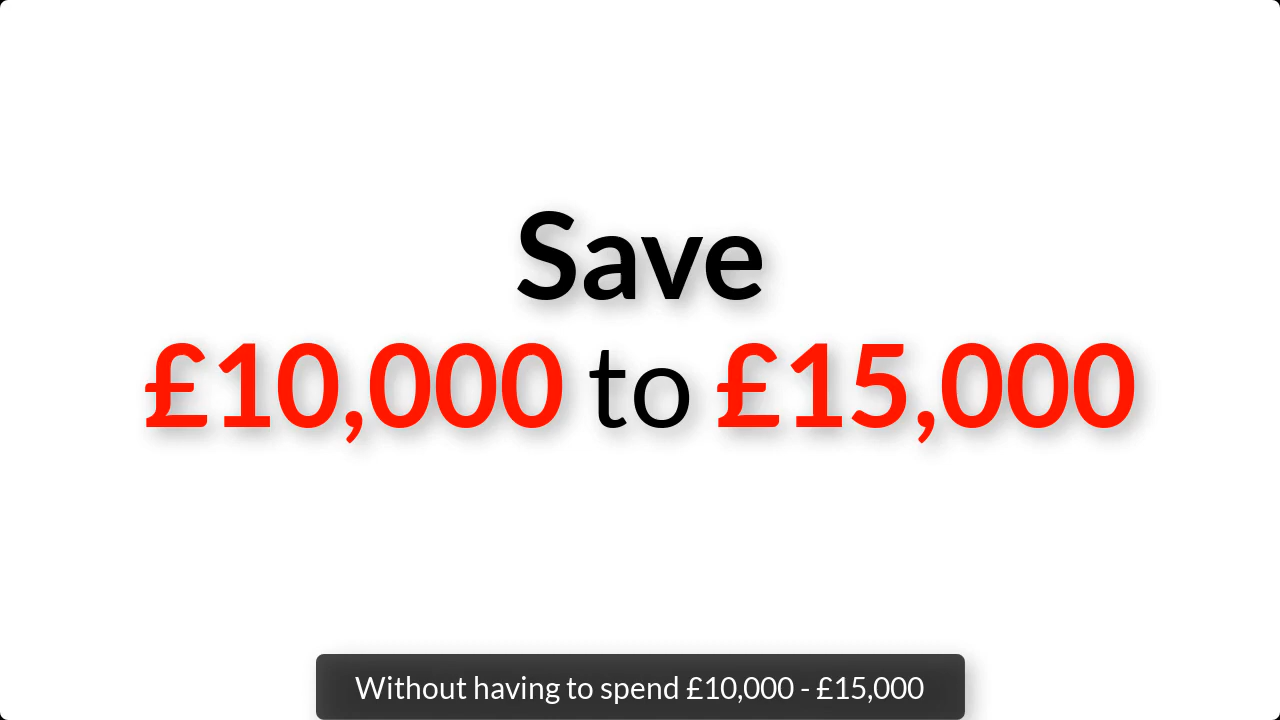 Save
£10,000 to £15,000
Without having to spend £10,000 - £15,000